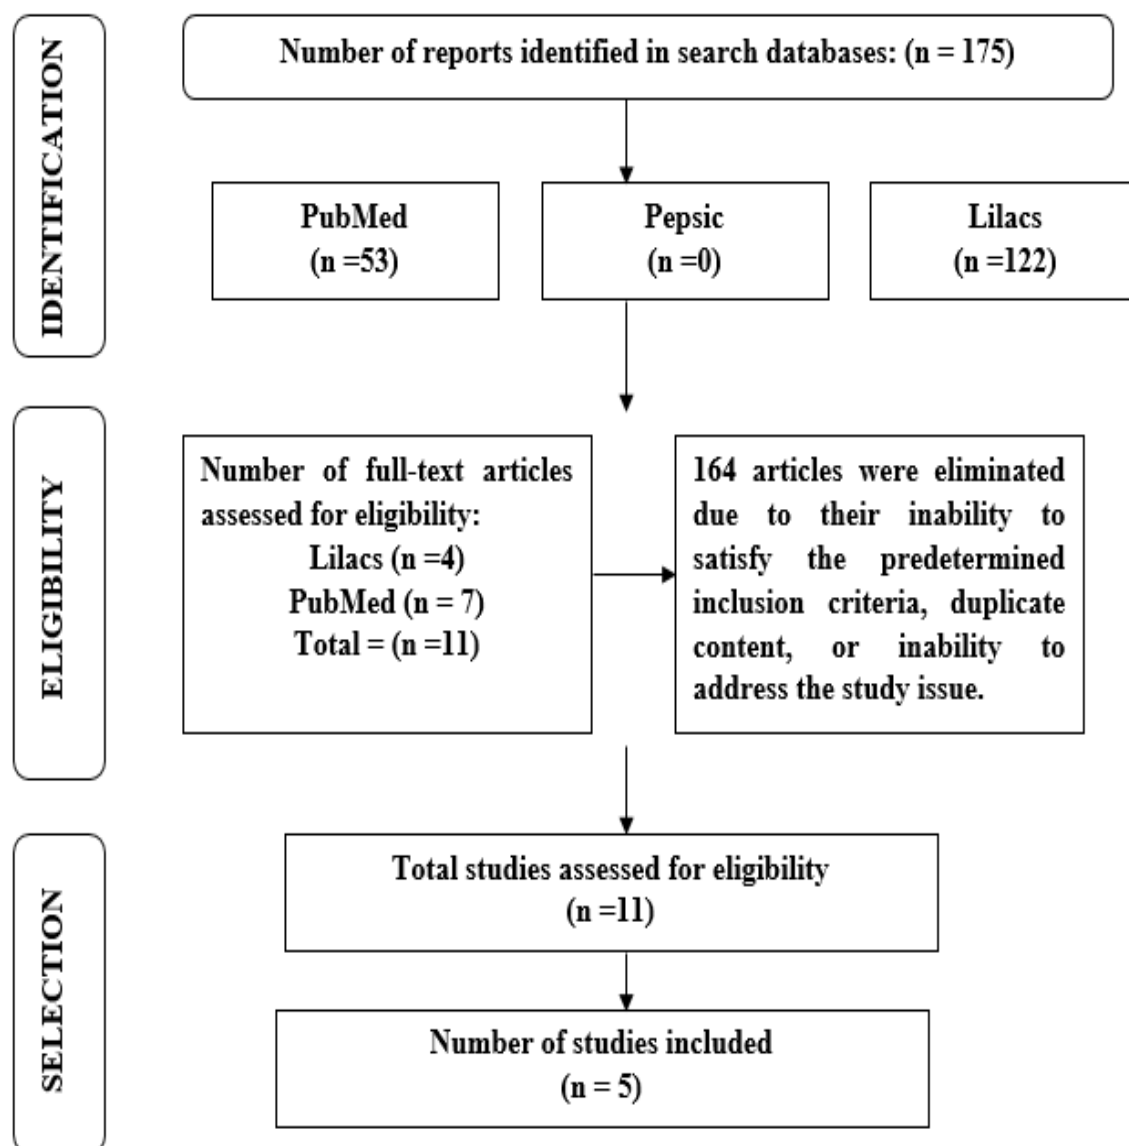 IDENTIFICATION
Number of reports identified in search databases: (n = 175)
PubMed
(n =53)
Pepsic
(n =0)
Lilacs
(n =122)
ELIGIBILITY
Number of full-text articles
assessed for eligibility:
Lilacs (n =4)
PubMed (n = 7)
Total = (n =11)
164 articles were eliminated
due to their inability to
satisfy the predetermined
inclusion criteria, duplicate
content, or inability to
address the study issue.
SELECTION
Total studies assessed for eligibility
(n =11)
Number of studies included
(n = 5)